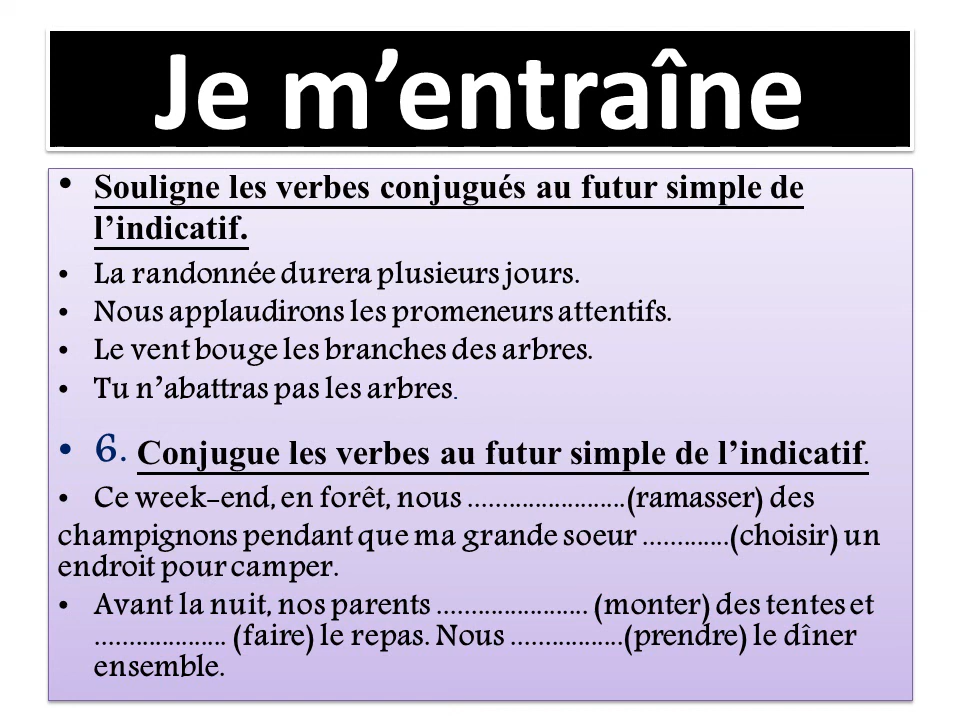 Je m’entraîne
• Souligne les verbes conjugués au futur simple de
l’indicatif.
• La randonnée durera plusieurs jours.
• Nous applaudirons les promeneurs attentifs.
• Le vent bouge les branches des arbres.
• Tu n’abattras pas les arbres.
• 6. Conjugue les verbes au futur simple de l’indicatif.
• Ce week-end, en forêt, nous .......................(ramasser) des
champignons pendant que ma grande soeur .............(choisir) un
endroit pour camper.
• Avant la nuit, nos parents ...................... (monter) des tentes et
................... (faire) le repas. Nous ................(prendre) le dîner
ensemble.